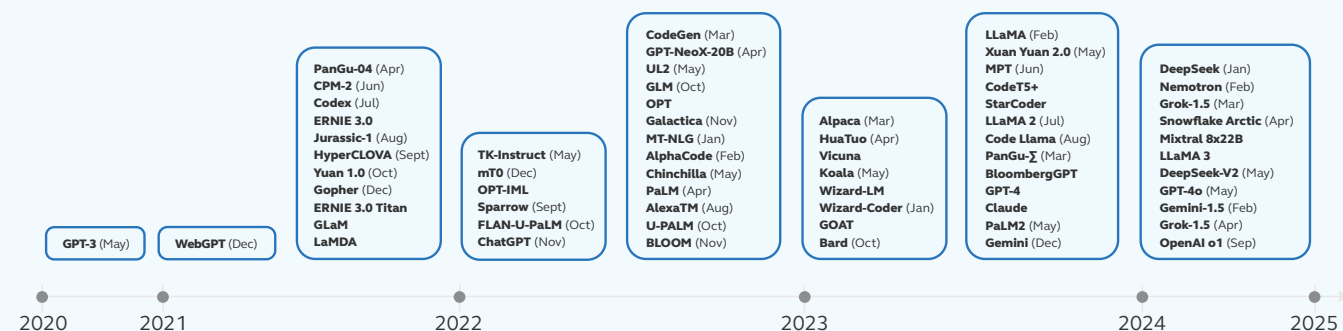 GPT-3 (May)
WebGPT (Dec)
PanGu-04 (Apr)
CPM-2 (Jun)
Codex (Jul)
ERNIE 3.0
Jurassic-1 (Aug)
HyperCLOVA (Sept)
Yuan 1.0 (Oct)
Gopher (Dec)
ERNIE 3.0 Titan
GLaM
LaMDA
TK-Instruct (May)
mT0 (Dec)
OPT-IML
Sparrow (Sept)
FLAN-U-PaLM (Oct)
ChatGPT (Nov)
CodeGen (Mar)
GPT-NeoX-20B (Apr)
UL2 (May)
GLM (Oct)
OPT
Galactica (Nov)
MT-NLG (Jan)
AlphaCode (Feb)
Chinchilla (May)
PaLM (Apr)
AlexaTM (Aug)
U-PALM (Oct)
BLOOM (Nov)
Alpaca (Mar)
HuaTuo (Apr)
Vicuna
Koala (May)
Wizard-LM
Wizard-Coder (Jan)
GOAT
Bard (Oct)
LLaMA (Feb)
Xuan Yuan 2.0 (May)
MPT (Jun)
CodeT5+
StarCoder
LLaMA 2 (Jul)
Code Llama (Aug)
PanGu-∑ (Mar)
BloombergGPT
GPT-4
Claude
PaLM2 (May)
Gemini (Dec)
DeepSeek (Jan)
Nemotron (Feb)
Grok-1.5 (Mar)
Snowflake Arctic (Apr)
Mixtral 8x22B
LLaMA 3
DeepSeek-V2 (May)
GPT-4o (May)
Gemini-1.5 (Feb)
Grok-1.5 (Apr)
OpenAI o1 (Sep)
2020 2021 2022 2023 2024 2025